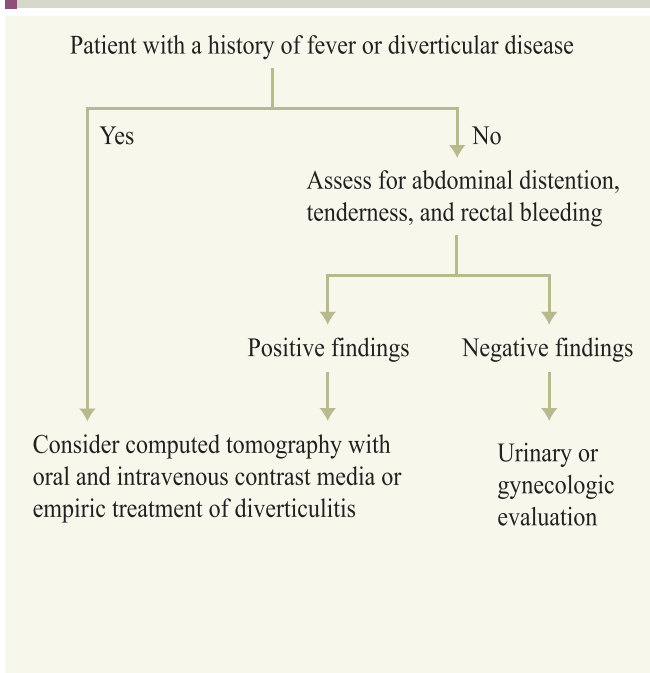 Patient with a history of fever or diverticular disease
Yes
No
Assess for abdominal distention,
tenderness, and rectal bleeding
Positive findings
Negative findings
Consider computed tomography with
oral and intravenous contrast media or
empiric treatment of diverticulitis
Urinary or
gynecologic
evaluation